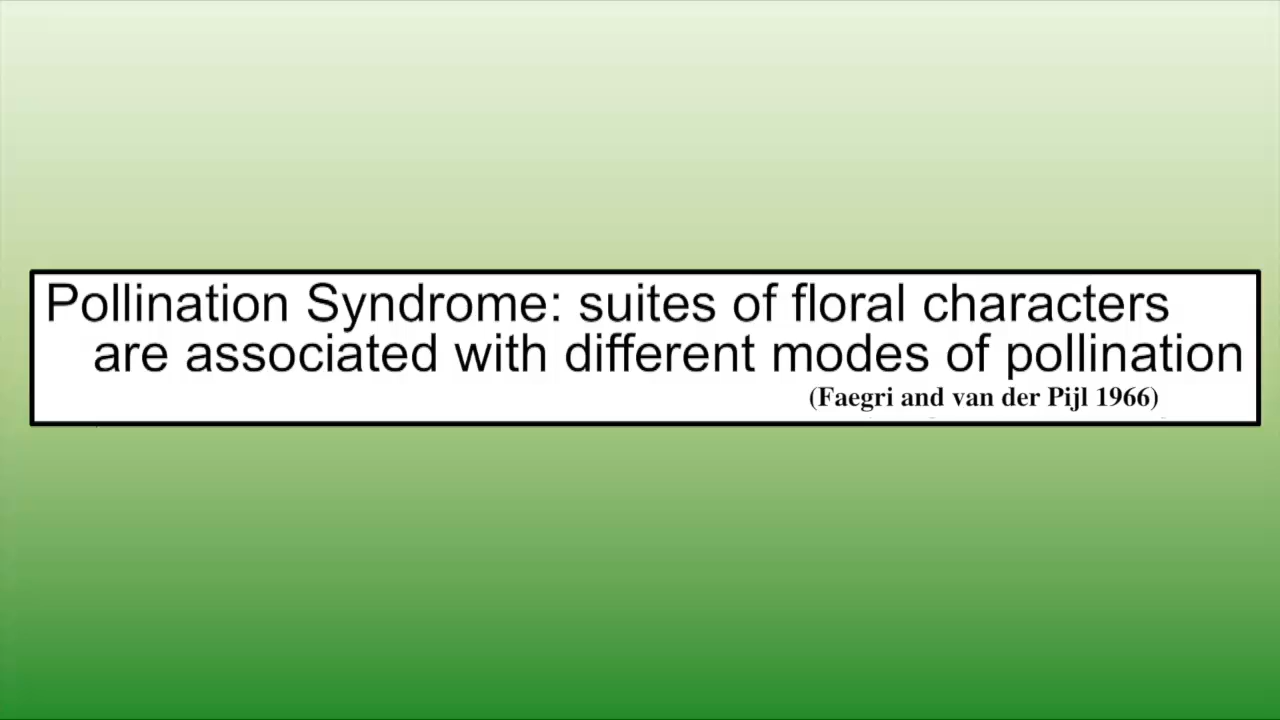 Pollination Syndrome: suites of floral characters
are associated with different modes of pollination
(Faegri and van der Pijl 1966)